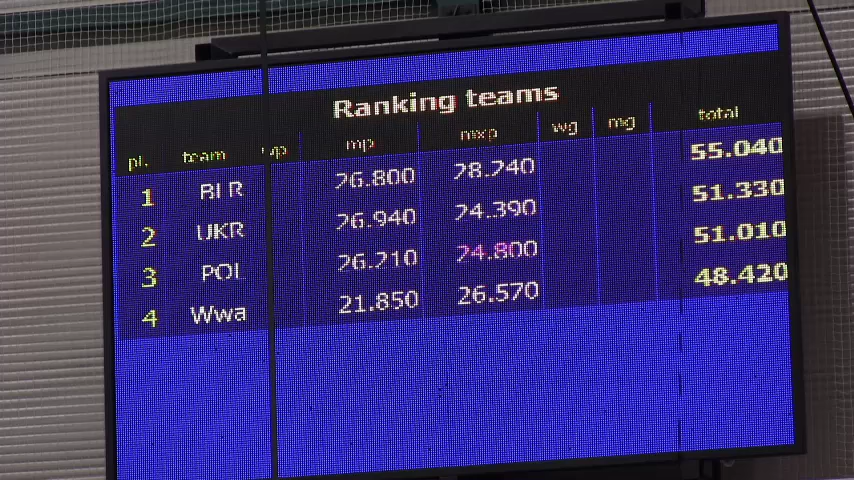 Ranking teams
pl. team wp mp mxp wg mg total
1 BLR 26.800 28.240 55.040
2 UKR 26.940 24.390 51.330
3 POL 26.210 24.800 51.010
4 Wwa 21.850 26.570 48.420